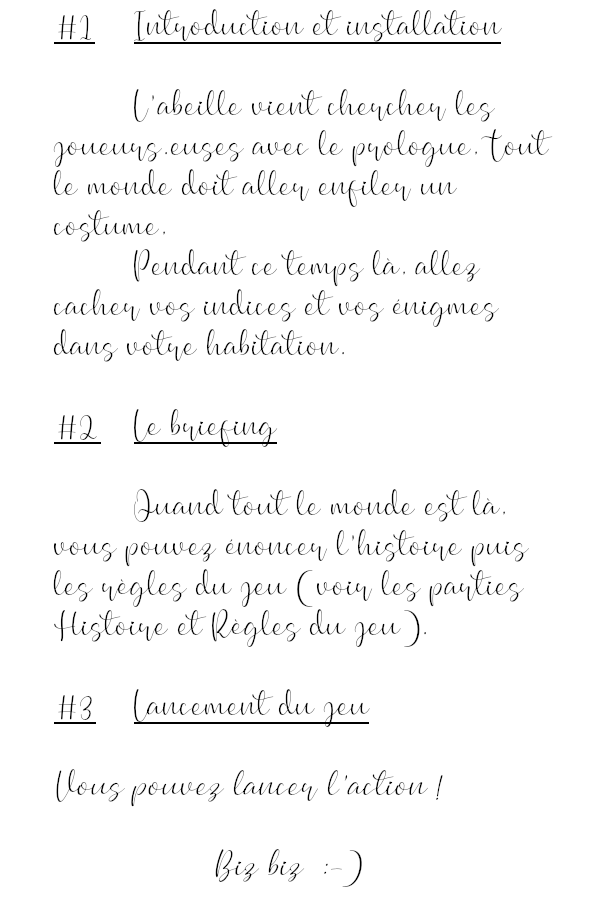 #1 Introduction et installation
L'abeille vient chercher les
joueurs.euses avec le prologue. Tout
le monde doit aller enfiler un
costume.
Pendant ce temps là, allez
cacher vos indices et vos énigmes
dans votre habitation.
#2 Le briefing
Quand tout le monde est là,
vous pouvez énoncer l'histoire puis
les règles du jeu (voir les parties
Histoire et Règles du jeu).
#3 Lancement du jeu
Vous pouvez lancer l'action !
Biz biz :-)